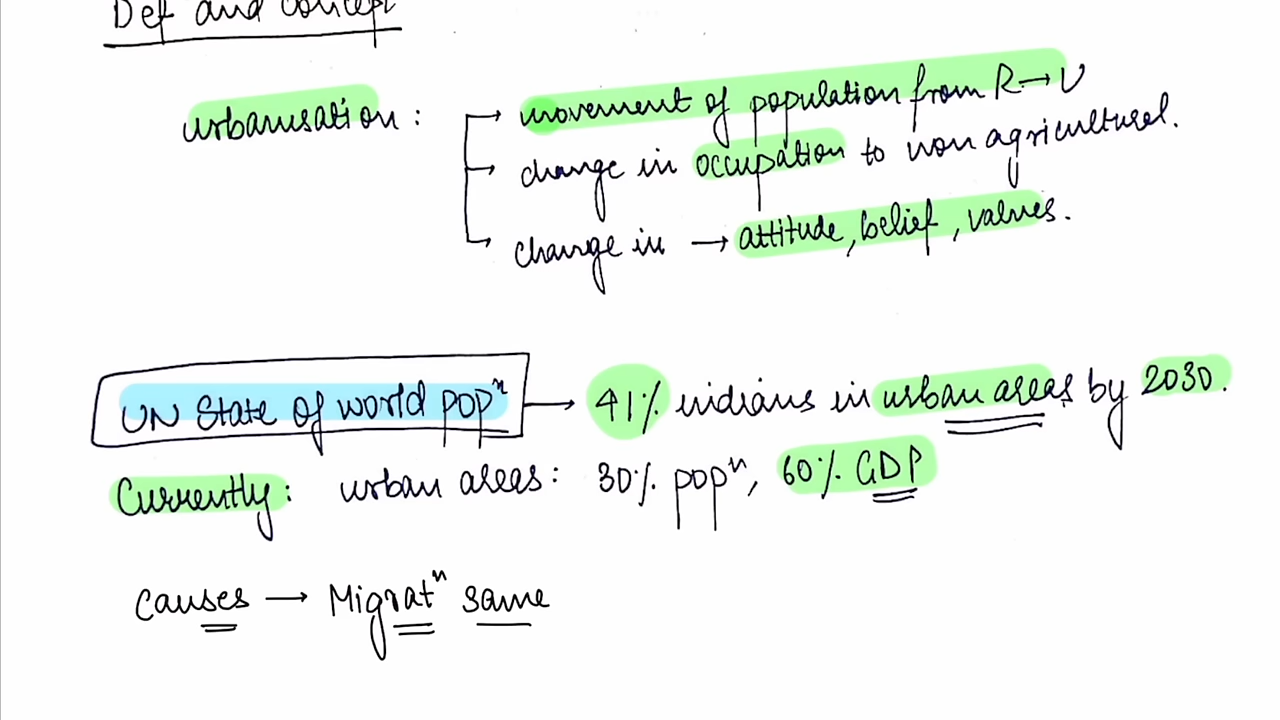 Def and concept
urbanisation : → movement of population from R → U
→ change in occupation to non agricultural.
→ change in → attitude, belief, values.
UN State of world popⁿ → 41% indians in urban areas by 2030.
Currently : urban areas : 30% popⁿ, 60% GDP
causes → Migratⁿ same